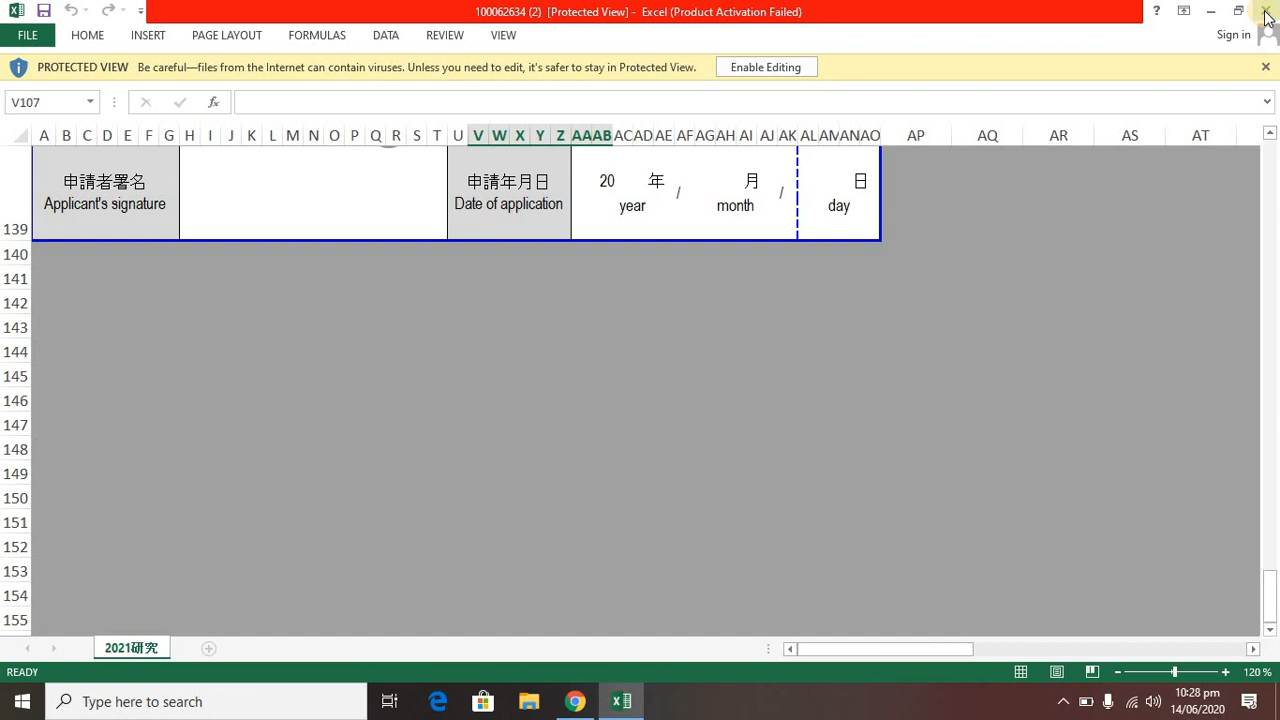 100062634 (2) [Protected View] - Excel (Product Activation Failed)
?
FILE HOME INSERT PAGE LAYOUT FORMULAS DATA REVIEW VIEW Sign in
PROTECTED VIEW Be careful—files from the Internet can contain viruses. Unless you need to edit, it's safer to stay in Protected View. Enable Editing
V107 fx
A B C D E F G H I J K L M N O P Q R S T U V W X Y Z AA AB AC AD AE AF AG AH AI AJ AK AL AM AN AO AP AQ AR AS AT
申請者署名 申請年月日 20 年 / 月 / 日
Applicant's signature Date of application year month day
139
140
141
142
143
144
145
146
147
148
149
150
151
152
153
154
155
2021研究
READY 120 %
Type here to search
10:28 pm
14/06/2020